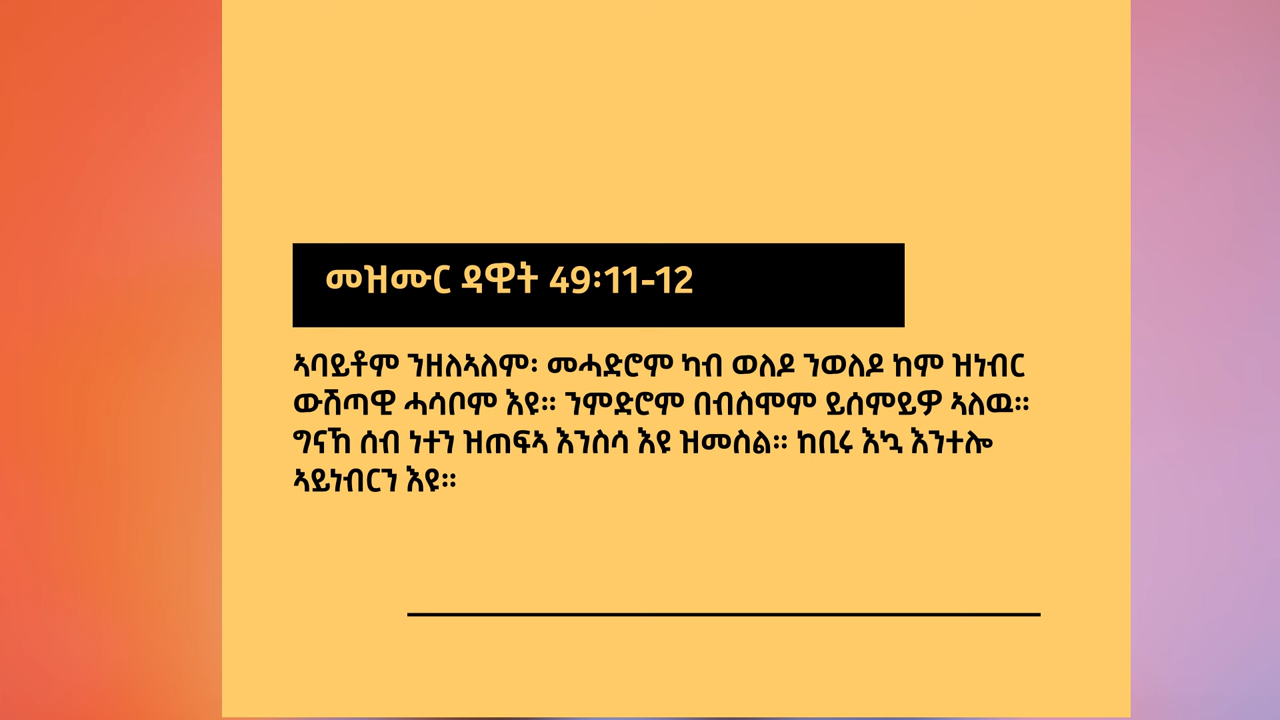 መዝሙር ዳዊት 49፡11-12
ኣባይቶም ንዘለኣለም፡ መሓድሮም ካብ ወለዶ ንወለዶ ከም ዝነብር
ውሽጣዊ ሓሳቦም እዩ። ንምድሮም በብስሞም ይሰምይዎ ኣለዉ።
ግናኸ ሰብ ነተን ዝጠፍኣ እንስሳ እዩ ዝመስል። ከቢሩ እኳ እንተሎ
ኣይነብርን እዩ።